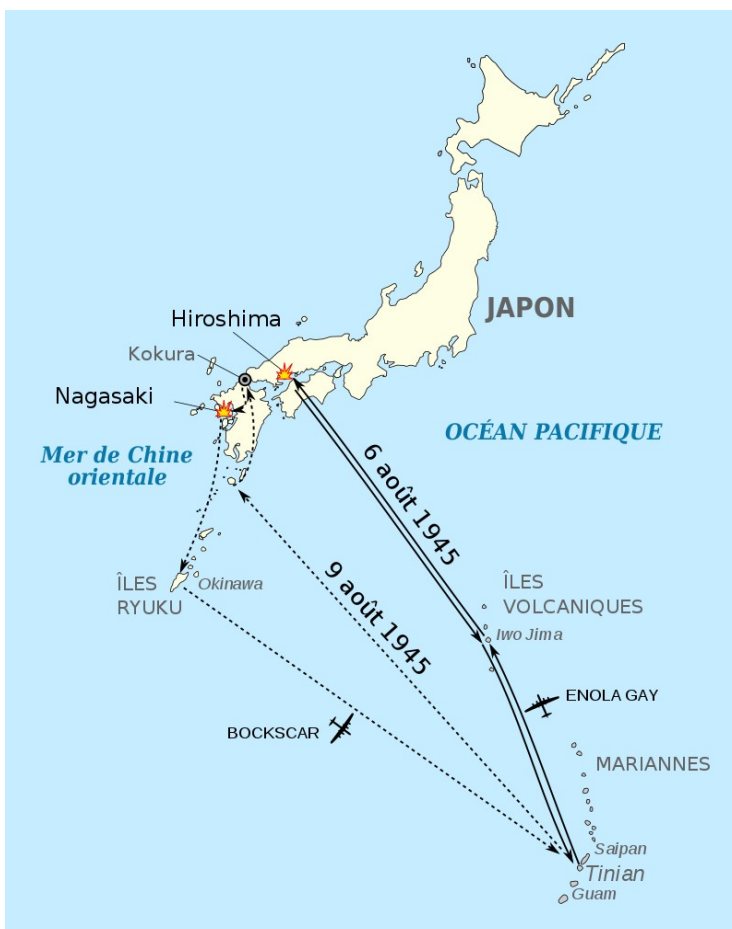 JAPON
Hiroshima
Kokura
Nagasaki
OCÉAN PACIFIQUE
Mer de Chine
orientale
6 août 1945
9 août 1945
ÎLES
RYUKU
Okinawa
ÎLES
VOLCANIQUES
Iwo Jima
ENOLA GAY
BOCKSCAR
MARIANNES
Saipan
Tinian
Guam